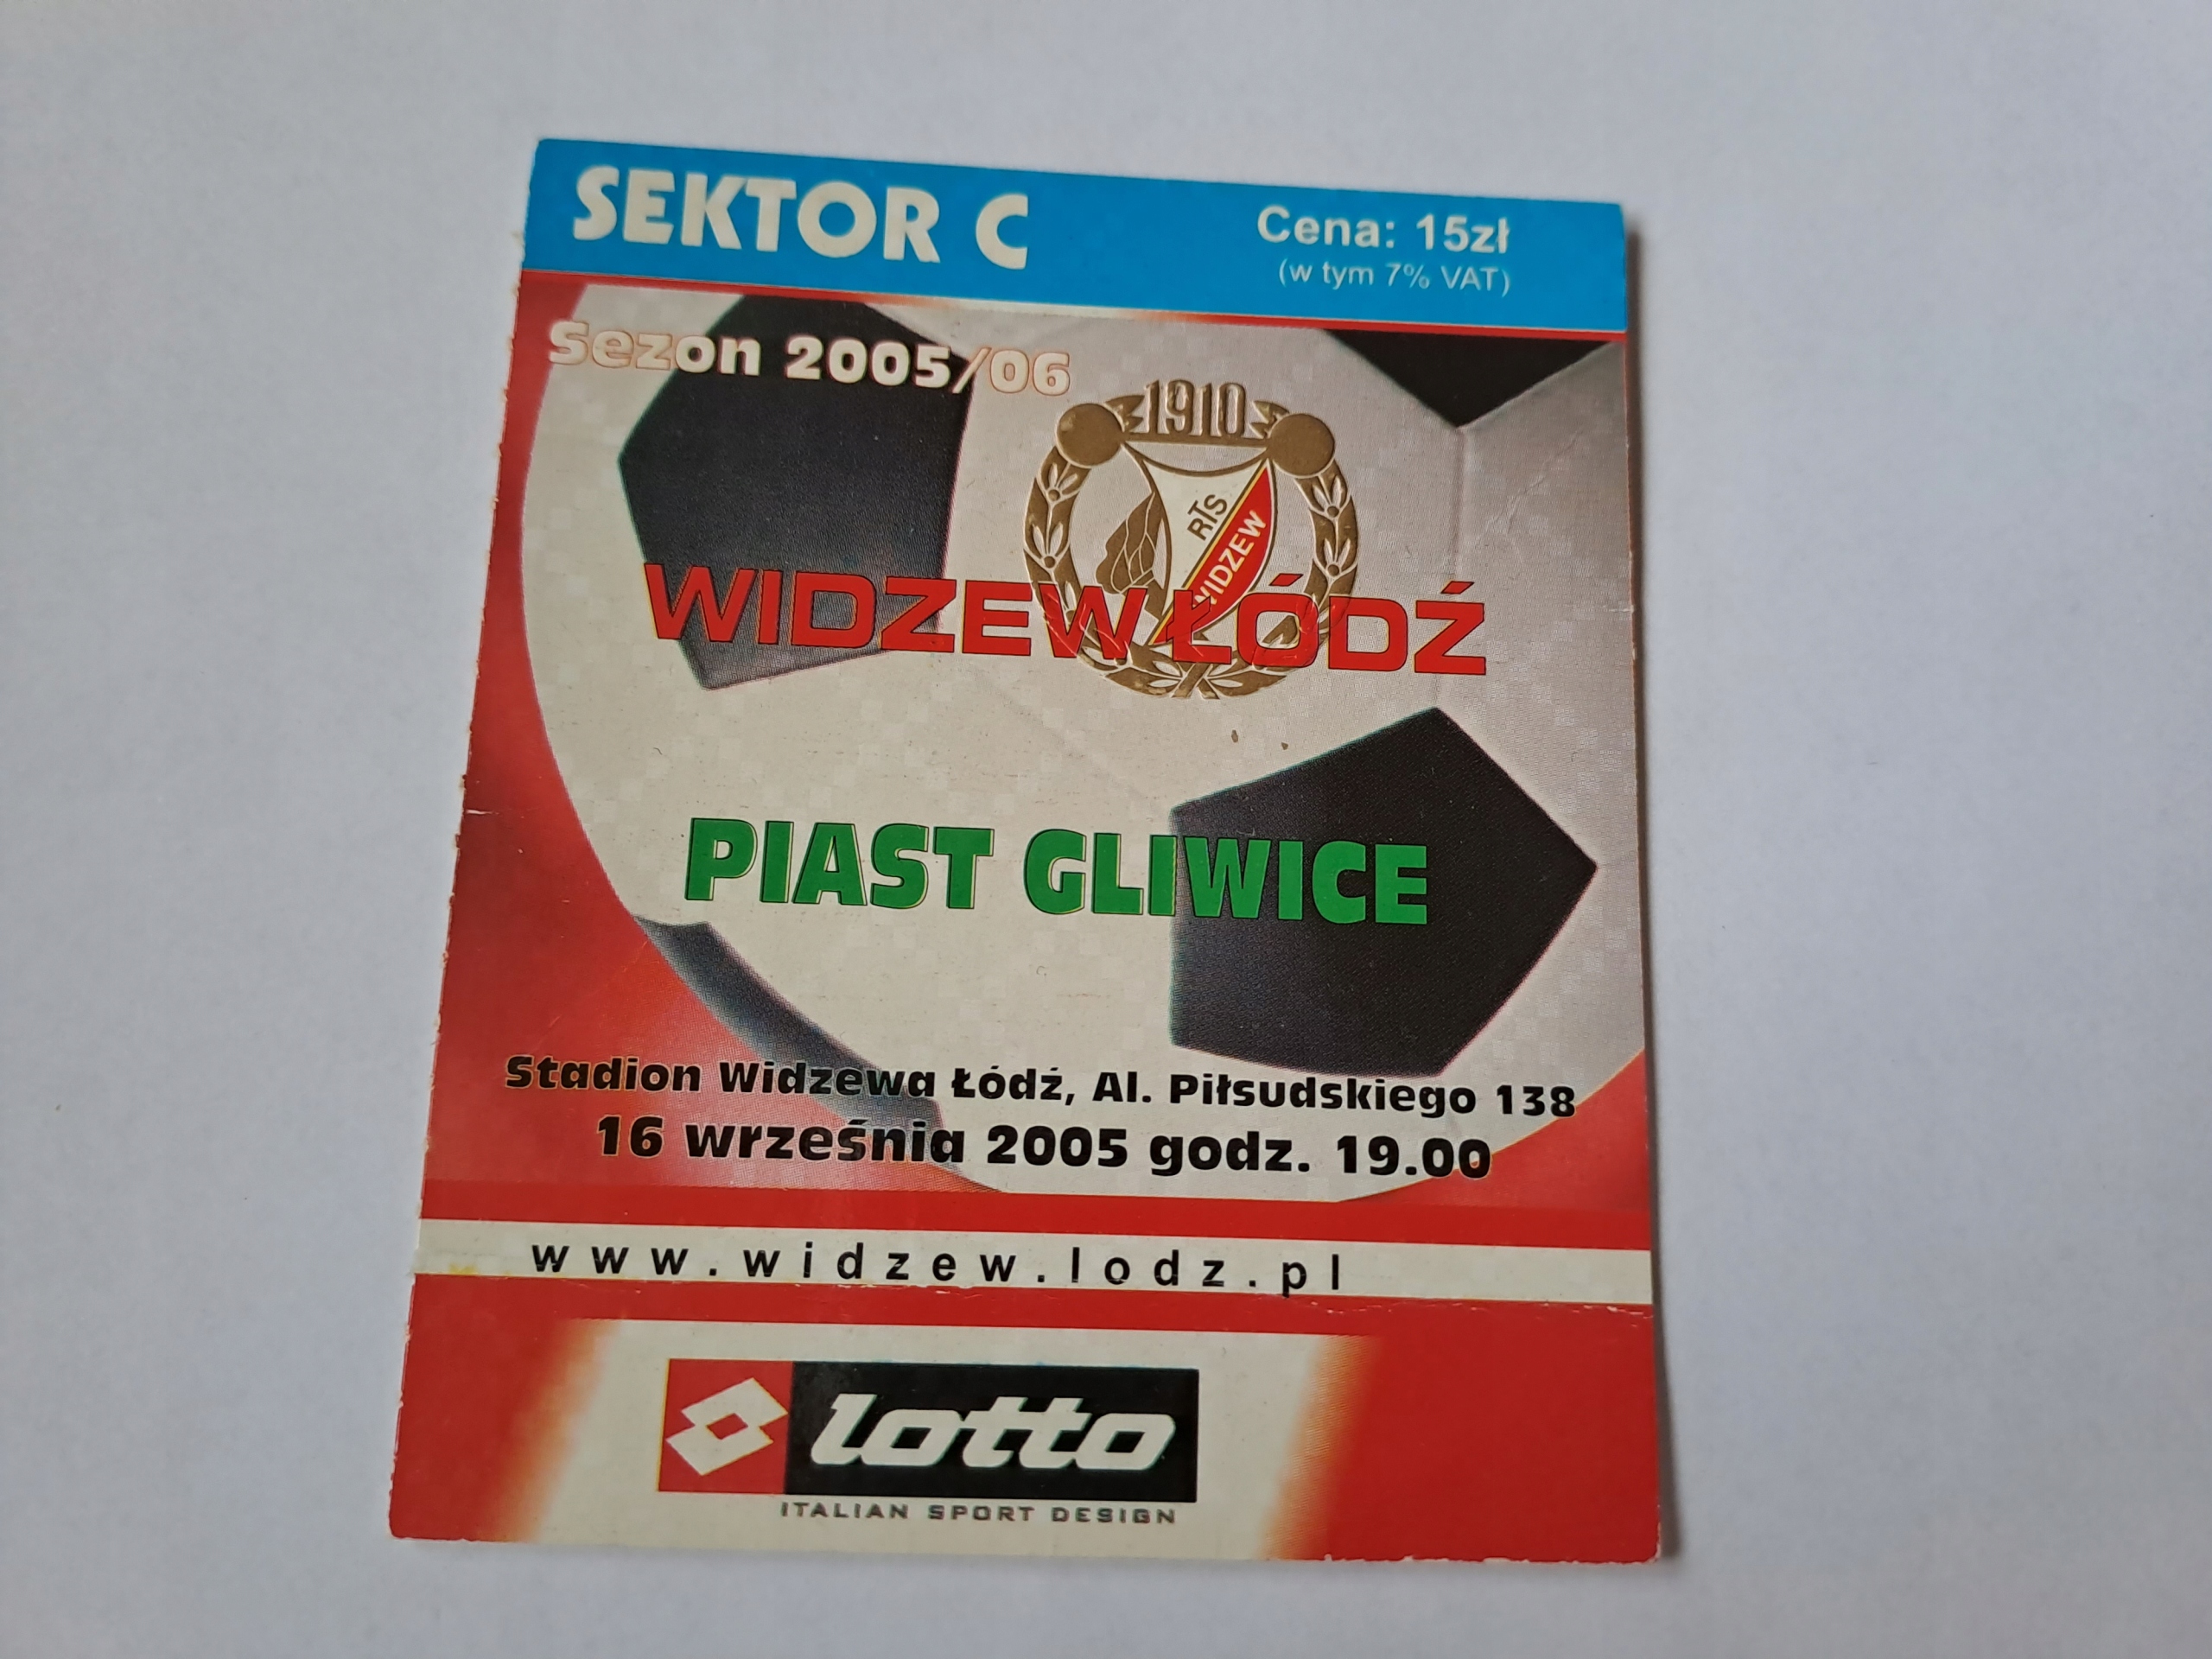 SEKTOR C
Cena: 15zł
(w tym 7% VAT)
Sezon 2005/06
1910
RTS
WIDZEW
WIDZEW ŁÓDŹ
PIAST GLIWICE
Stadion Widzewa Łódź, Al. Piłsudskiego 138
16 września 2005 godz. 19.00
www.widzew.lodz.pl
lotto
ITALIAN SPORT DESIGN